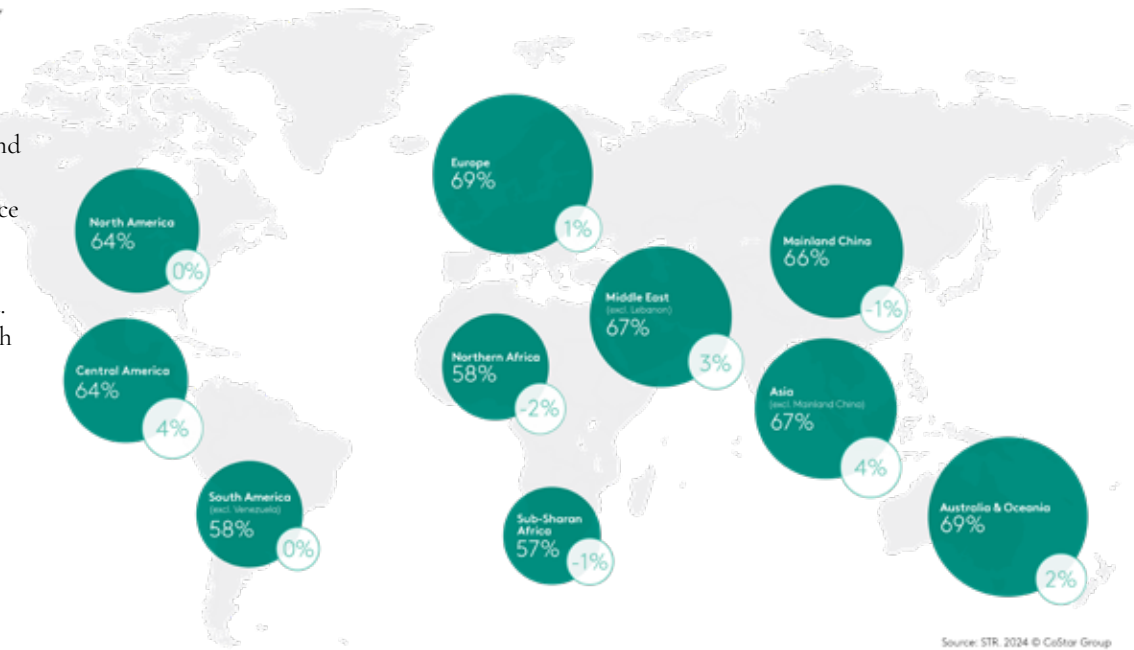 nd
ce
.
h
Europe
69%
1%
North America
64%
0%
Mainland China
66%
-1%
Middle East
(excl. Lebanon)
67%
3%
Northern Africa
58%
-2%
Central America
64%
4%
Asia
(excl. Mainland China)
67%
4%
South America
(excl. Venezuela)
58%
0%
Sub-Sharan
Africa
57%
-1%
Australia & Oceania
69%
2%
Source: STR. 2024 © CoStar Group